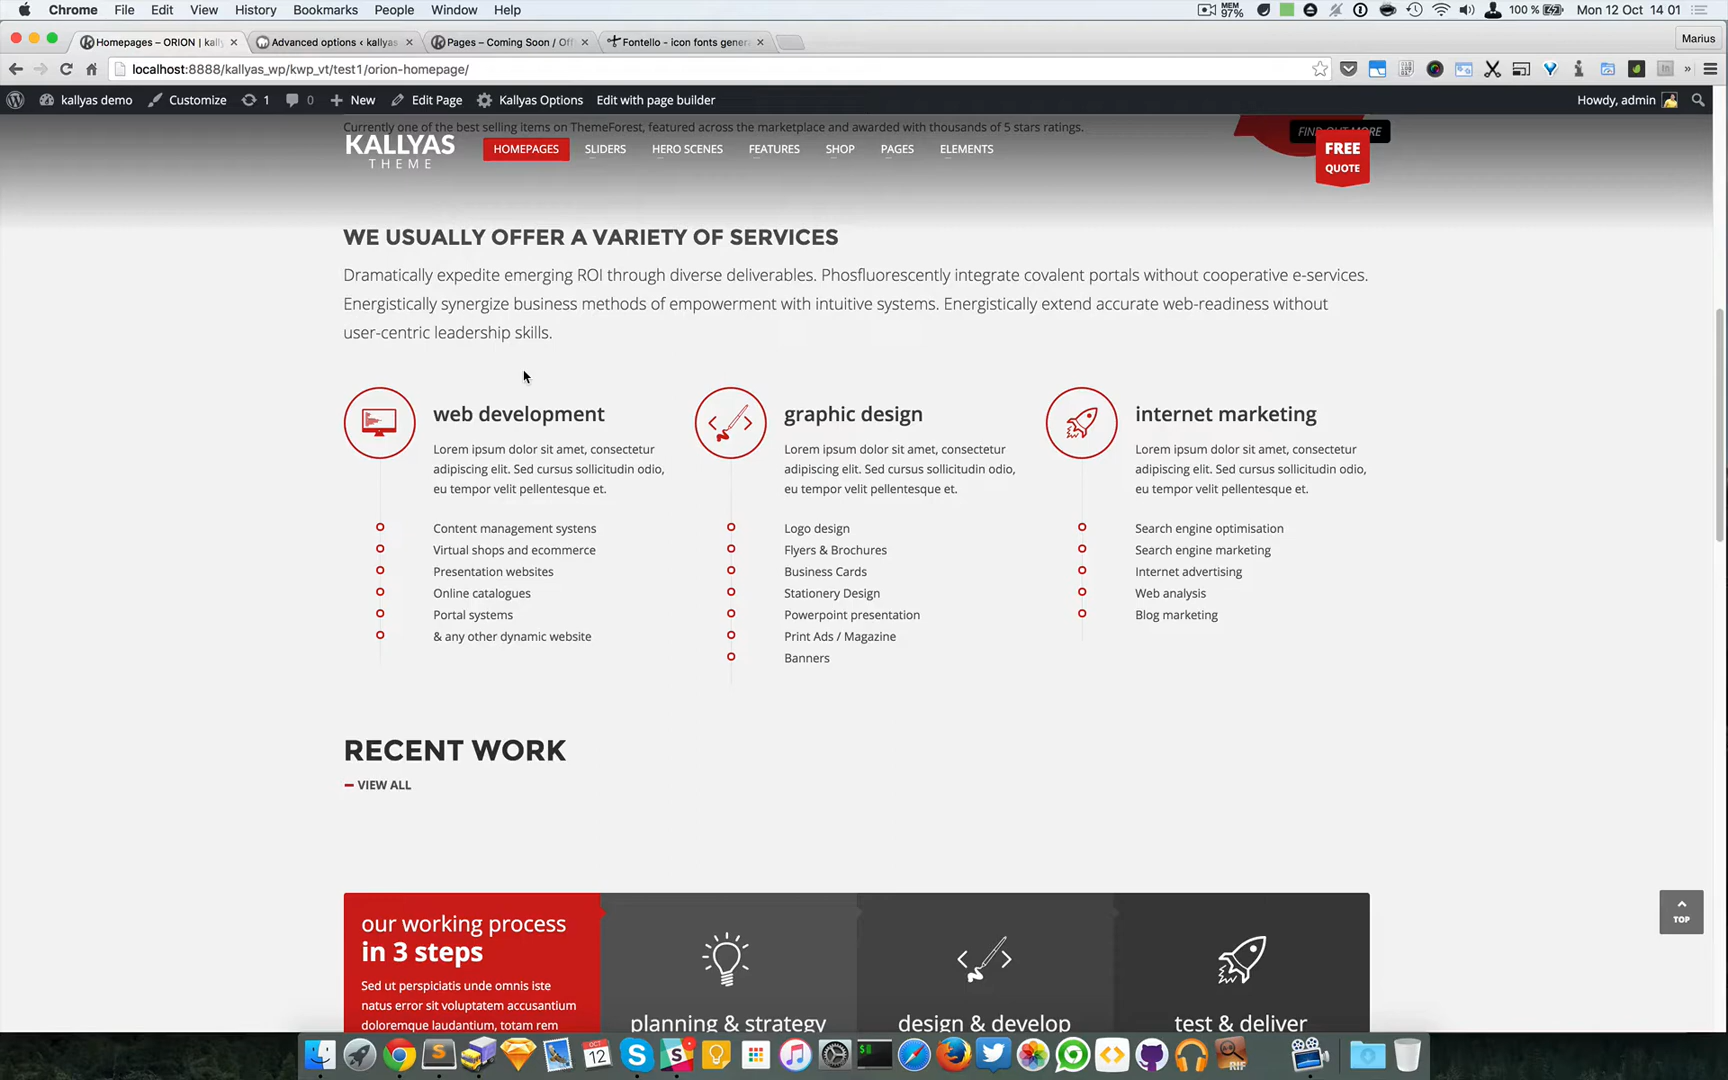 Chrome File Edit View History Bookmarks People Window Help
MEM 97% 100 % Mon 12 Oct 14 01
Homepages – ORION | kally
Advanced options ‹ kallyas
Pages – Coming Soon / Off
Fontello - icon fonts gener
Marius
localhost:8888/kallyas_wp/kwp_vt/test1/orion-homepage/
kallyas demo Customize 1 0 New Edit Page Kallyas Options Edit with page builder Howdy, admin
Currently one of the best selling items on ThemeForest, featured across the marketplace and awarded with thousands of 5 stars ratings.
FIND OUT MORE
KALLYAS
THEME
HOMEPAGES SLIDERS HERO SCENES FEATURES SHOP PAGES ELEMENTS
FREE
QUOTE
WE USUALLY OFFER A VARIETY OF SERVICES
Dramatically expedite emerging ROI through diverse deliverables. Phosfluorescently integrate covalent portals without cooperative e-services.
Energistically synergize business methods of empowerment with intuitive systems. Energistically extend accurate web-readiness without
user-centric leadership skills.
web development
Lorem ipsum dolor sit amet, consectetur
adipiscing elit. Sed cursus sollicitudin odio,
eu tempor velit pellentesque et.
Content management systens
Virtual shops and ecommerce
Presentation websites
Online catalogues
Portal systems
& any other dynamic website
graphic design
Lorem ipsum dolor sit amet, consectetur
adipiscing elit. Sed cursus sollicitudin odio,
eu tempor velit pellentesque et.
Logo design
Flyers & Brochures
Business Cards
Stationery Design
Powerpoint presentation
Print Ads / Magazine
Banners
internet marketing
Lorem ipsum dolor sit amet, consectetur
adipiscing elit. Sed cursus sollicitudin odio,
eu tempor velit pellentesque et.
Search engine optimisation
Search engine marketing
Internet advertising
Web analysis
Blog marketing
RECENT WORK
VIEW ALL
TOP
our working process
in 3 steps
Sed ut perspiciatis unde omnis iste
natus error sit voluptatem accusantium
doloremque laudantium, totam rem
planning & strategy
design & develop
test & deliver
OCT
12
RIF